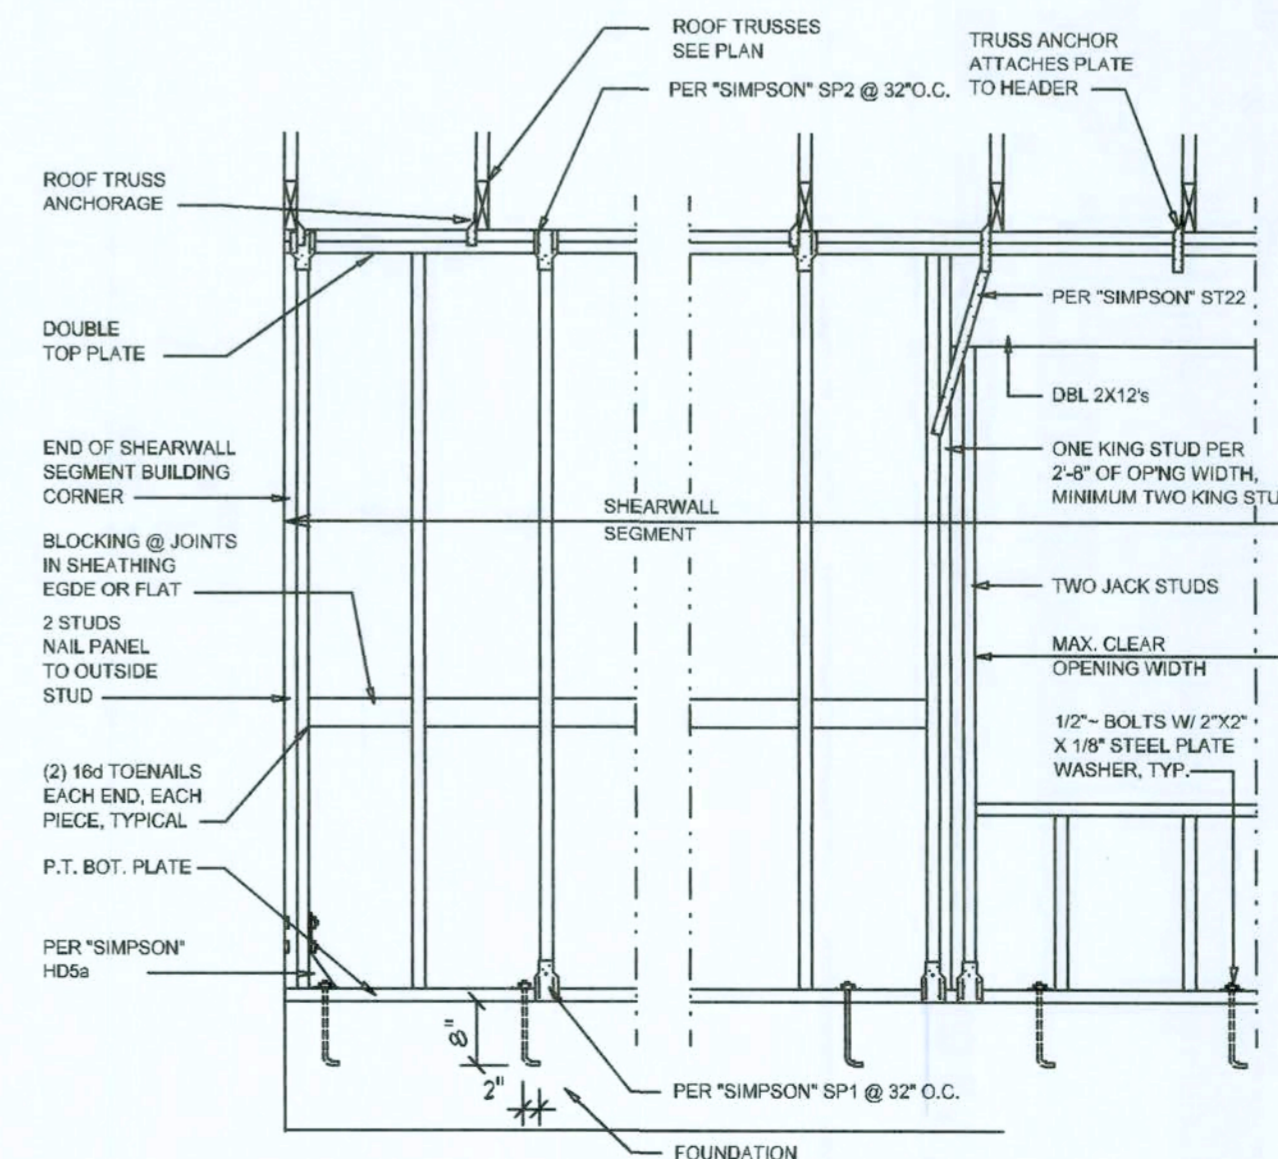 ROOF TRUSSES
SEE PLAN
PER "SIMPSON" SP2 @ 32"O.C.
TRUSS ANCHOR
ATTACHES PLATE
TO HEADER
ROOF TRUSS
ANCHORAGE
DOUBLE
TOP PLATE
END OF SHEARWALL
SEGMENT BUILDING
CORNER
BLOCKING @ JOINTS
IN SHEATHING
EGDE OR FLAT
2 STUDS
NAIL PANEL
TO OUTSIDE
STUD
(2) 16d TOENAILS
EACH END, EACH
PIECE, TYPICAL
P.T. BOT. PLATE
PER "SIMPSON"
HD5a
SHEARWALL
SEGMENT
PER "SIMPSON" ST22
DBL 2X12's
ONE KING STUD PER
2'-8" OF OP'NG WIDTH,
MINIMUM TWO KING STU
TWO JACK STUDS
MAX. CLEAR
OPENING WIDTH
1/2"~ BOLTS W/ 2"X2"
X 1/8" STEEL PLATE
WASHER, TYP.
8"
2"
PER "SIMPSON" SP1 @ 32" O.C.
FOUNDATION